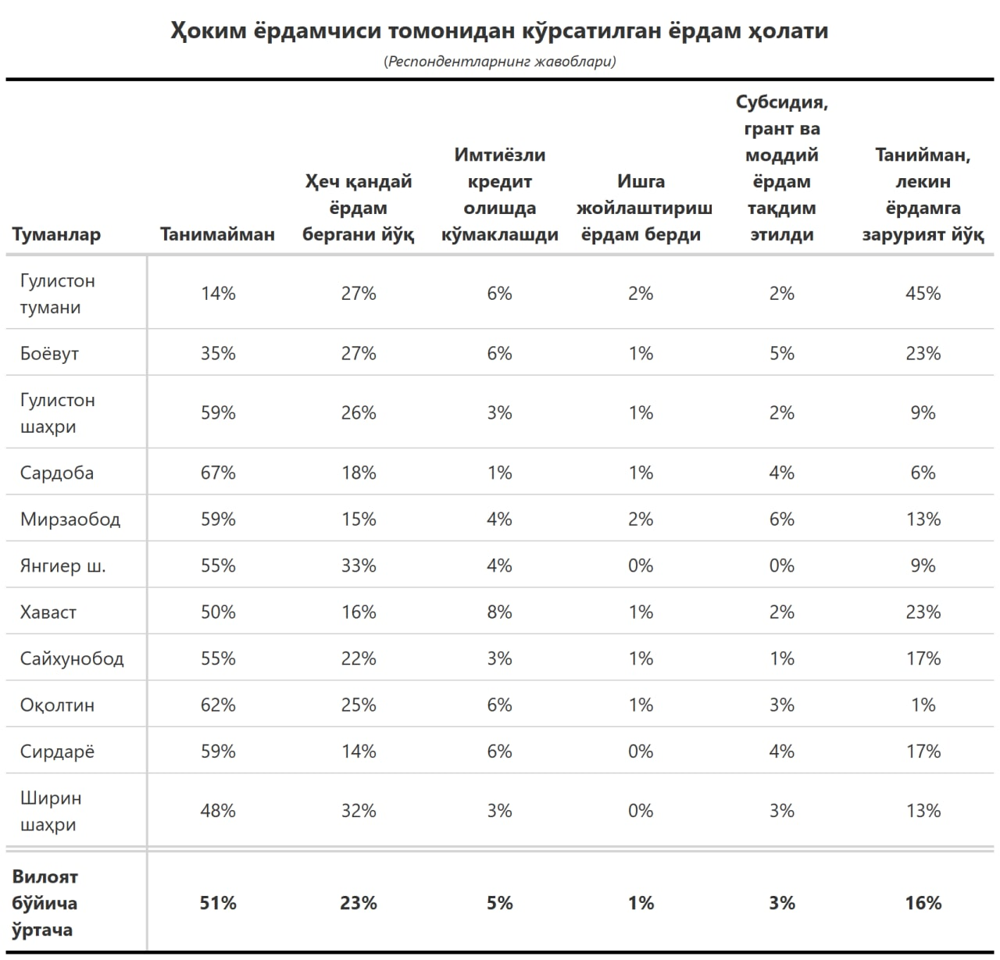 Ҳоким ёрдамчиси томонидан кўрсатилган ёрдам ҳолати
(Респондентларнинг жавоблари)
Субсидия,
грант ва
Имтиёзли моддий Танийман,
Ҳеч қандай кредит Ишга ёрдам лекин
ёрдам олишда жойлаштириш тақдим ёрдамга
Туманлар Танимайман бергани йўқ кўмаклашди ёрдам берди этилди зарурият йўқ
Гулистон
тумани 14% 27% 6% 2% 2% 45%
Боёвут 35% 27% 6% 1% 5% 23%
Гулистон
шаҳри 59% 26% 3% 1% 2% 9%
Сардоба 67% 18% 1% 1% 4% 6%
Мирзаобод 59% 15% 4% 2% 6% 13%
Янгиер ш. 55% 33% 4% 0% 0% 9%
Хаваст 50% 16% 8% 1% 2% 23%
Сайхунобод 55% 22% 3% 1% 1% 17%
Оқолтин 62% 25% 6% 1% 3% 1%
Сирдарё 59% 14% 6% 0% 4% 17%
Ширин
шаҳри 48% 32% 3% 0% 3% 13%
Вилоят
бўйича 51% 23% 5% 1% 3% 16%
ўртача